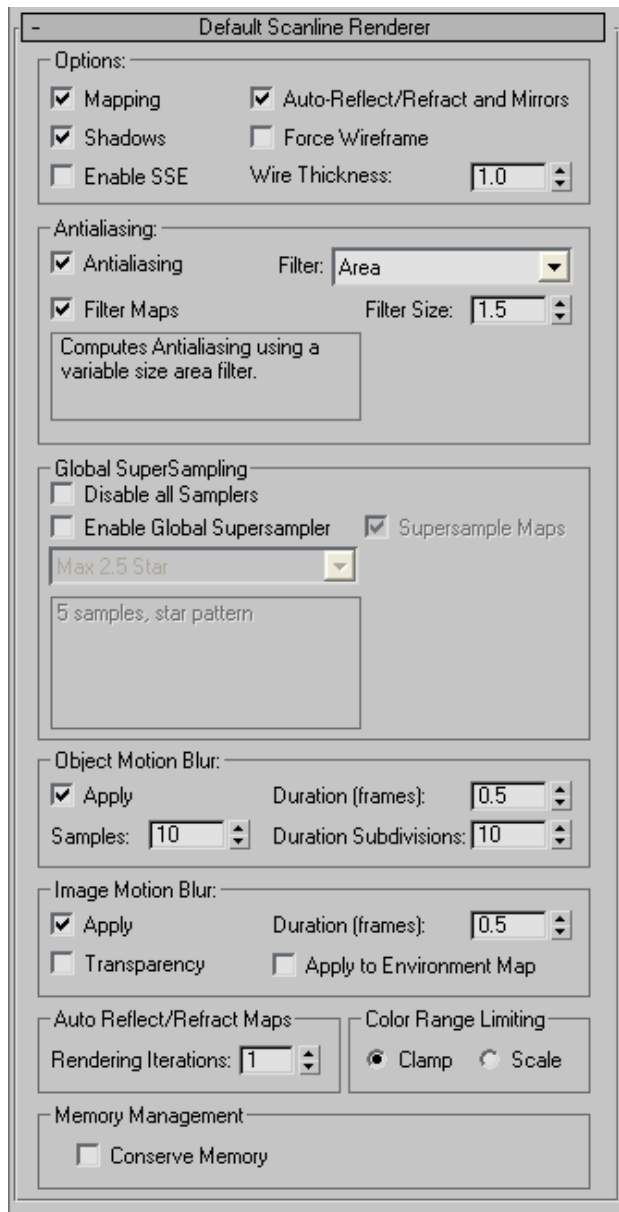 - Default Scanline Renderer
Options:
Mapping Auto-Reflect/Refract and Mirrors
Shadows Force Wireframe
Enable SSE Wire Thickness: 1.0
Antialiasing:
Antialiasing Filter: Area
Filter Maps Filter Size: 1.5
Computes Antialiasing using a
variable size area filter.
Global SuperSampling
Disable all Samplers
Enable Global Supersampler Supersample Maps
Max 2.5 Star
5 samples, star pattern
Object Motion Blur:
Apply Duration (frames): 0.5
Samples: 10 Duration Subdivisions: 10
Image Motion Blur:
Apply Duration (frames): 0.5
Transparency Apply to Environment Map
Auto Reflect/Refract Maps Color Range Limiting
Rendering Iterations: 1 Clamp Scale
Memory Management
Conserve Memory